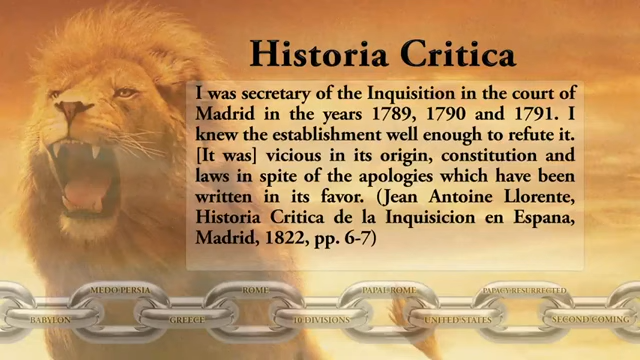 Historia Critica
I was secretary of the Inquisition in the court of
Madrid in the years 1789, 1790 and 1791. I
knew the establishment well enough to refute it.
[It was] vicious in its origin, constitution and
laws in spite of the apologies which have been
written in its favor. (Jean Antoine Llorente,
Historia Critica de la Inquisicion en Espana,
Madrid, 1822, pp. 6-7)
MEDO-PERSIA ROME PAPAL ROME PAPACY RESURRECTED
BABYLON GREECE 10 DIVISIONS UNITED STATES SECOND COMING